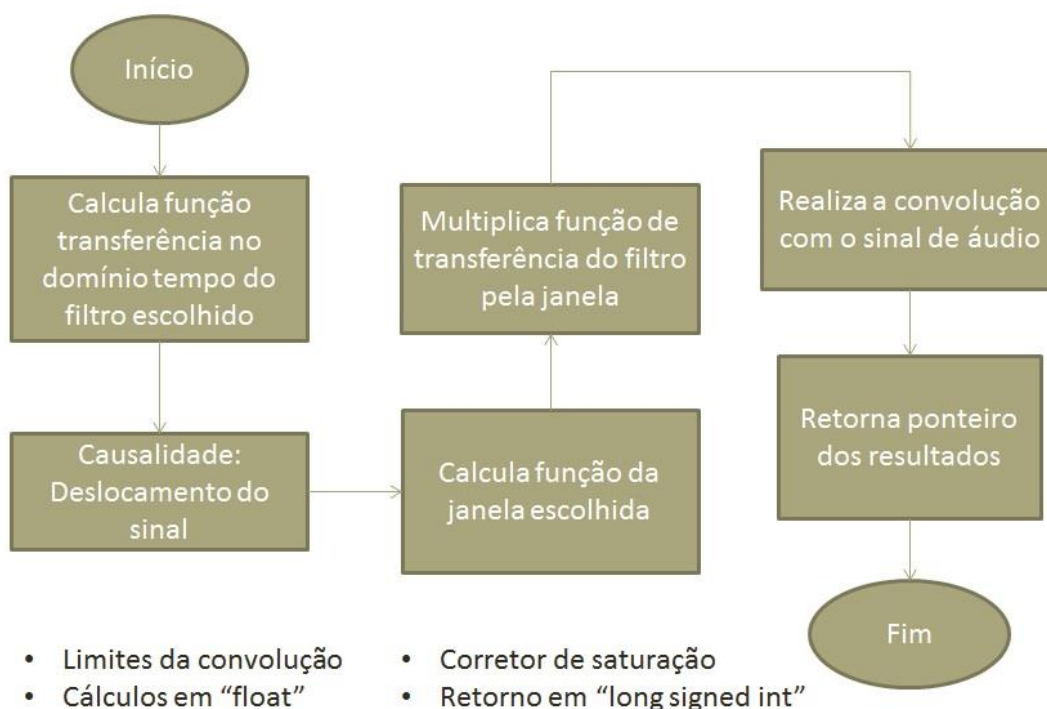 Início
Calcula função
transferência no
domínio tempo do
filtro escolhido
Causalidade:
Deslocamento do
sinal
Calcula função da
janela escolhida
Multiplica função de
transferência do filtro
pela janela
Realiza a convolução
com o sinal de áudio
Retorna ponteiro
dos resultados
Fim
• Limites da convolução
• Cálculos em “float”
• Corretor de saturação
• Retorno em “long signed int”